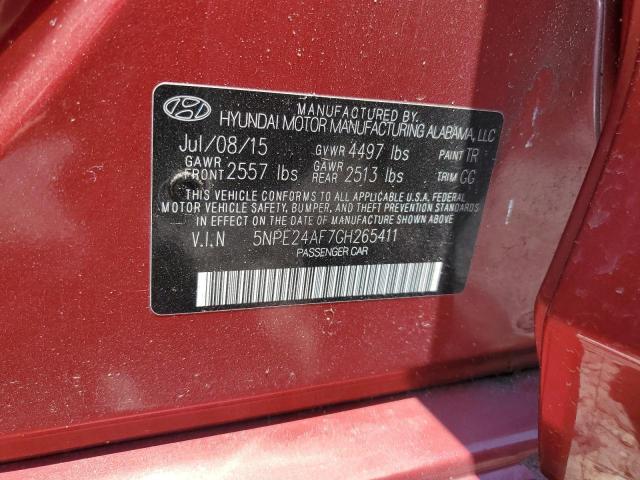 MANUFACTURED BY.
HYUNDAI MOTOR MANUFACTURING ALABAMA, LLC
Jul/08/15 GVWR 4497 lbs PAINT TR
GAWR FRONT 2557 lbs GAWR REAR 2513 lbs TRIM GG
THIS VEHICLE CONFORMS TO ALL APPLICABLE U.S.A. FEDERAL
MOTOR VEHICLE SAFETY, BUMPER, AND THEFT PREVENTION STANDARDS
IN EFFECT ON THE DATE OF MANUFACTURE SHOWN ABOVE.
V.I.N 5NPE24AF7GH265411
PASSENGER CAR